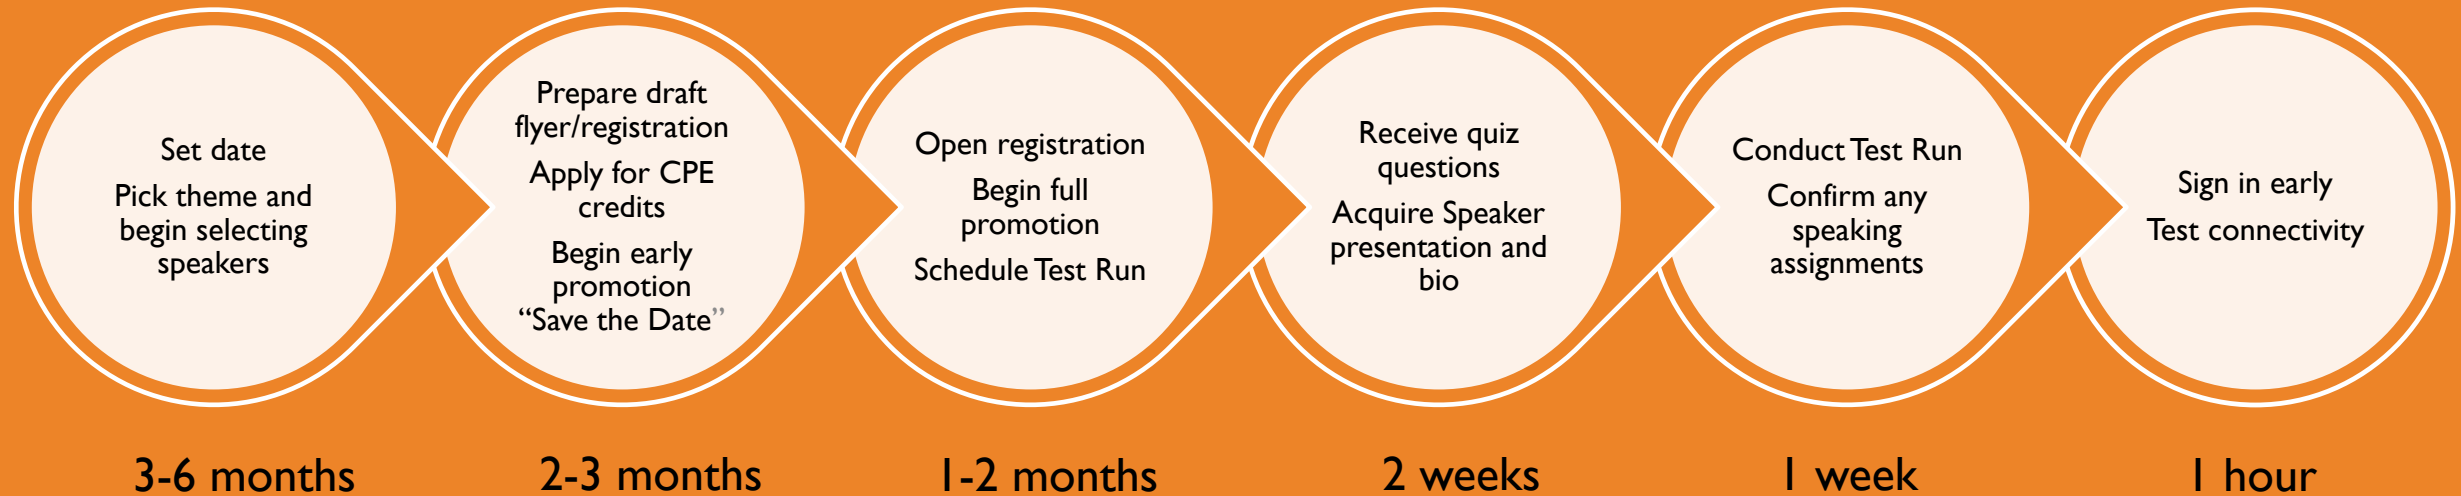 Set date
Pick theme and
begin selecting
speakers
Prepare draft
flyer/registration
Apply for CPE
credits
Begin early
promotion
“Save the Date”
Open registration
Begin full
promotion
Schedule Test Run
Receive quiz
questions
Acquire Speaker
presentation and
bio
Conduct Test Run
Confirm any
speaking
assignments
Sign in early
Test connectivity
3-6 months
2-3 months
1-2 months
2 weeks
1 week
1 hour